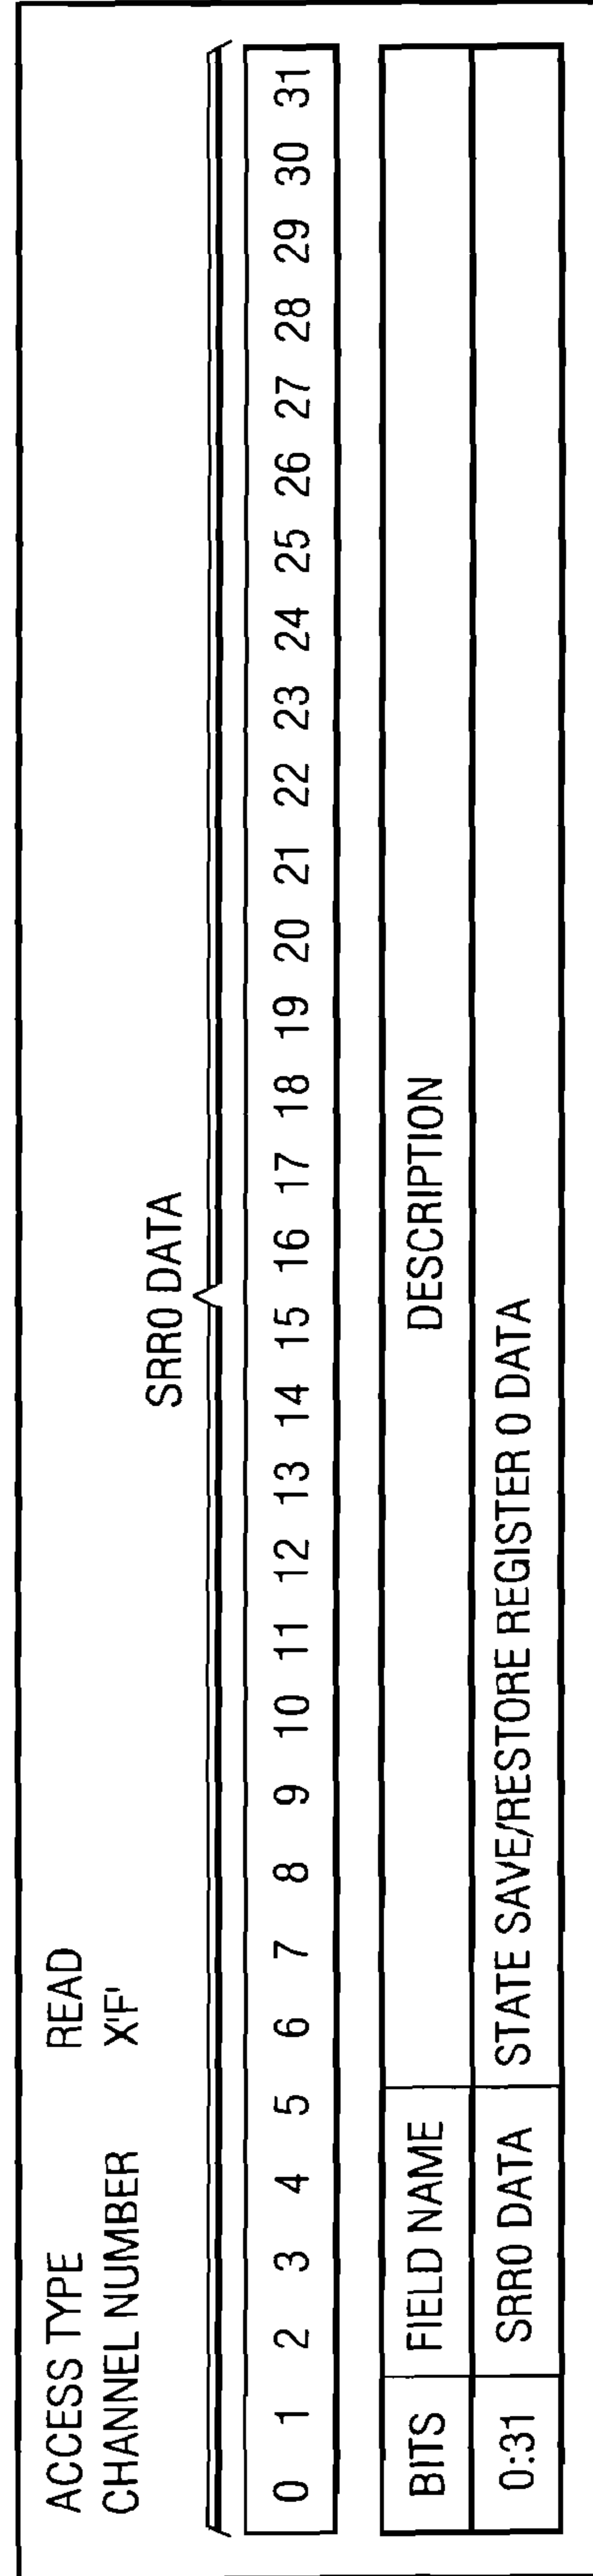 ACCESS TYPE READ
CHANNEL NUMBER X'F'
SRR0 DATA
0 1 2 3 4 5 6 7 8 9 10 11 12 13 14 15 16 17 18 19 20 21 22 23 24 25 26 27 28 29 30 31
BITS FIELD NAME DESCRIPTION
0:31 SRR0 DATA STATE SAVE/RESTORE REGISTER 0 DATA